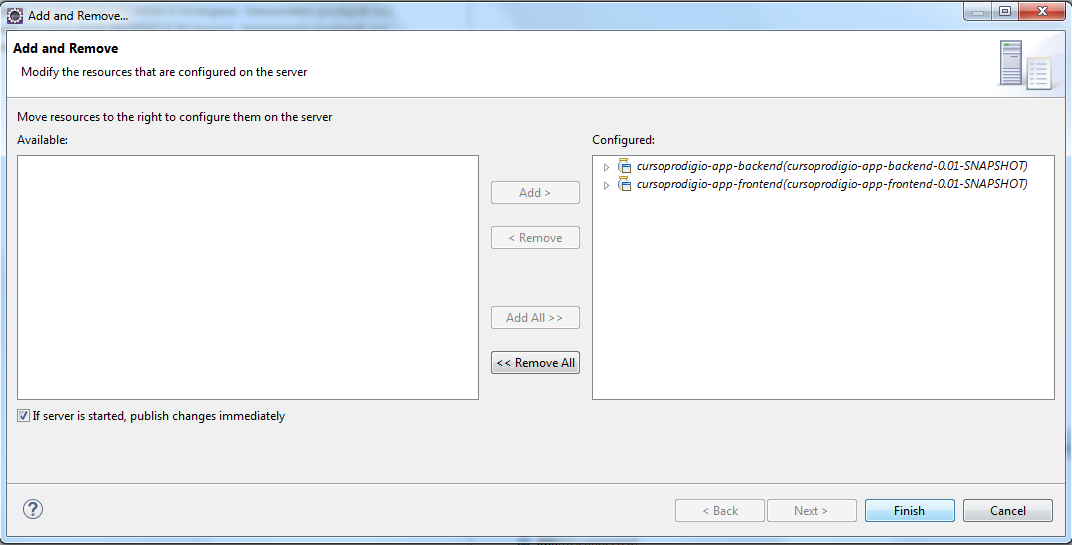 Add and Remove...
Add and Remove
Modify the resources that are configured on the server
Move resources to the right to configure them on the server
Available:
Configured:
cursoprodigio-app-backend(cursoprodigio-app-backend-0.01-SNAPSHOT)
cursoprodigio-app-frontend(cursoprodigio-app-frontend-0.01-SNAPSHOT)
Add >
< Remove
Add All >>
<< Remove All
If server is started, publish changes immediately
?
< Back
Next >
Finish
Cancel